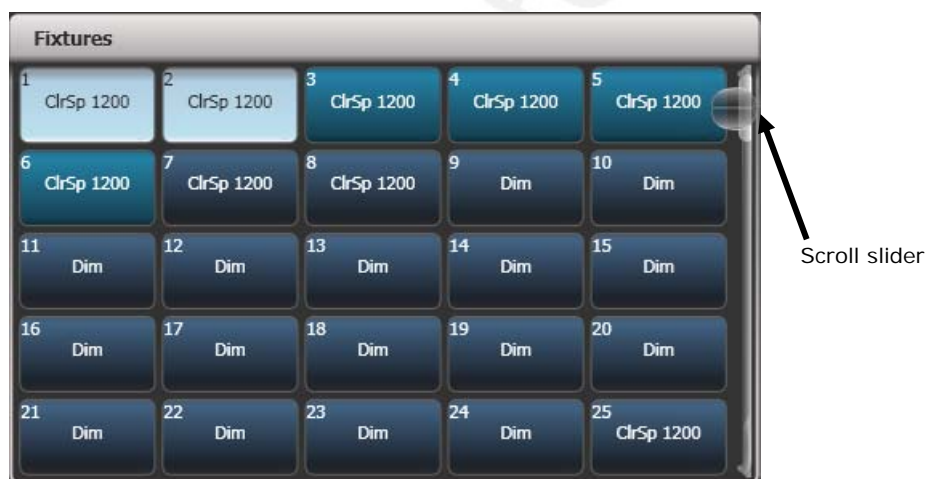 Fixtures
1 ClrSp 1200
2 ClrSp 1200
3 ClrSp 1200
4 ClrSp 1200
5 ClrSp 1200
6 ClrSp 1200
7 ClrSp 1200
8 ClrSp 1200
9 Dim
10 Dim
11 Dim
12 Dim
13 Dim
14 Dim
15 Dim
Scroll slider
16 Dim
17 Dim
18 Dim
19 Dim
20 Dim
21 Dim
22 Dim
23 Dim
24 Dim
25 ClrSp 1200